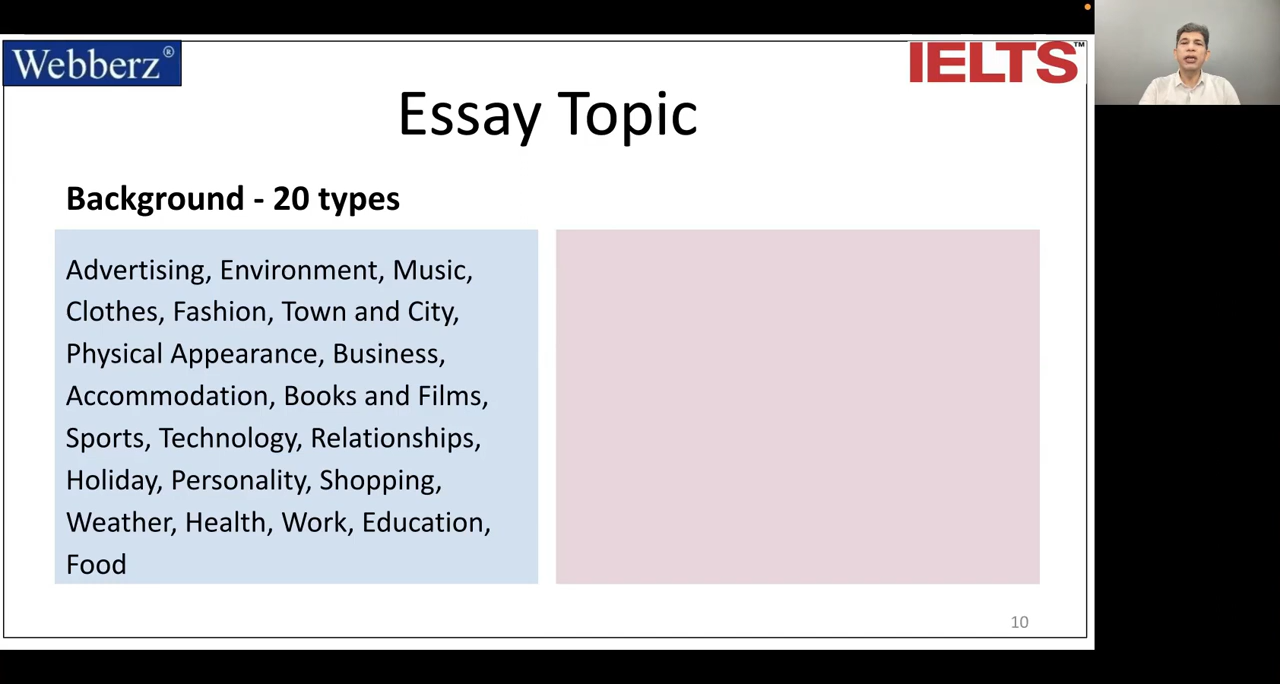 Webberz®
IELTS™
Essay Topic
Background - 20 types
Advertising, Environment, Music,
Clothes, Fashion, Town and City,
Physical Appearance, Business,
Accommodation, Books and Films,
Sports, Technology, Relationships,
Holiday, Personality, Shopping,
Weather, Health, Work, Education,
Food
10